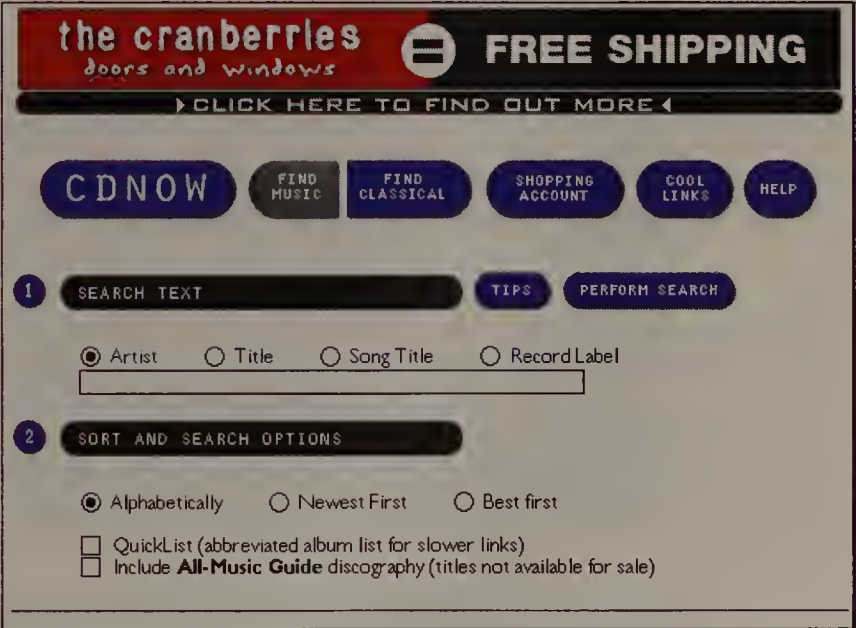 the cranberries
doors and windows
= FREE SHIPPING
CLICK HERE TO FIND OUT MORE
CDNOW
FIND MUSIC
FIND CLASSICAL
SHOPPING ACCOUNT
COOL LINKS
HELP
1 SEARCH TEXT TIPS PERFORM SEARCH
Artist Title Song Title Record Label
2 SORT AND SEARCH OPTIONS
Alphabetically Newest First Best first
QuickList (abbreviated album list for slower links)
Include All-Music Guide discography (titles not available for sale)